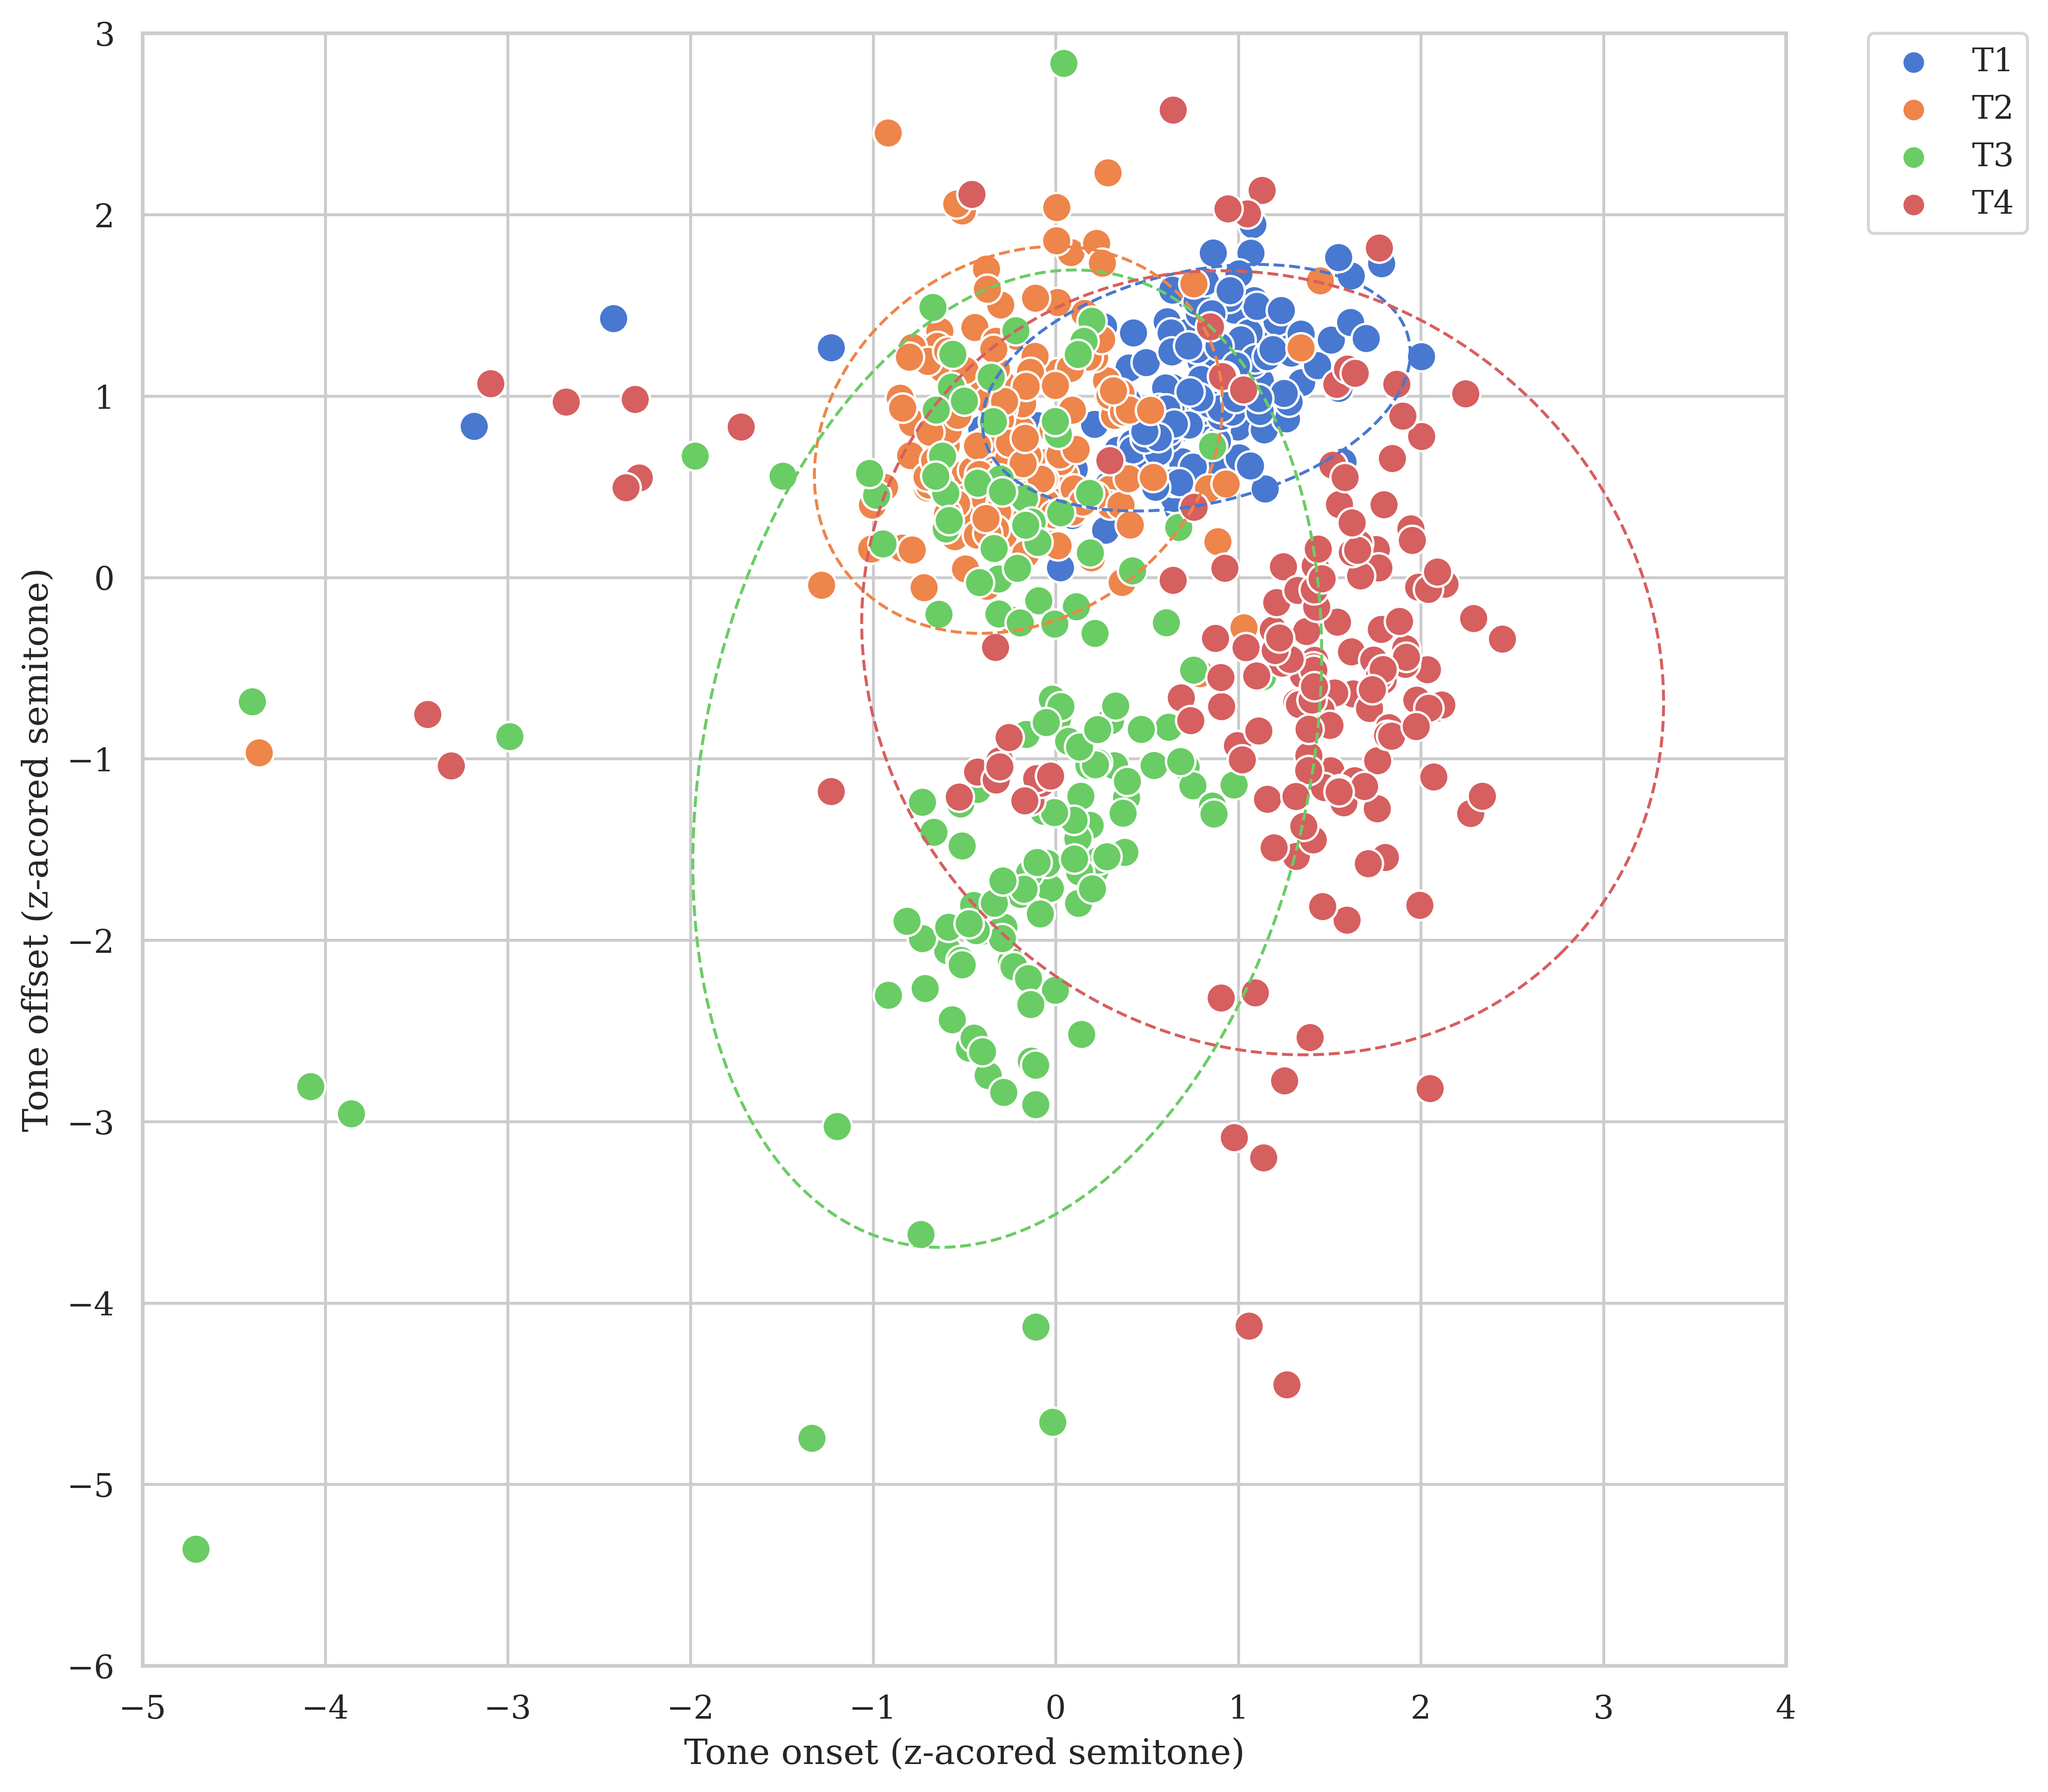 3
2
1
0
−1
−2
−3
−4
−5
−6
−5 −4 −3 −2 −1 0 1 2 3 4
Tone offset (z-acored semitone)
Tone onset (z-acored semitone)
T1
T2
T3
T4